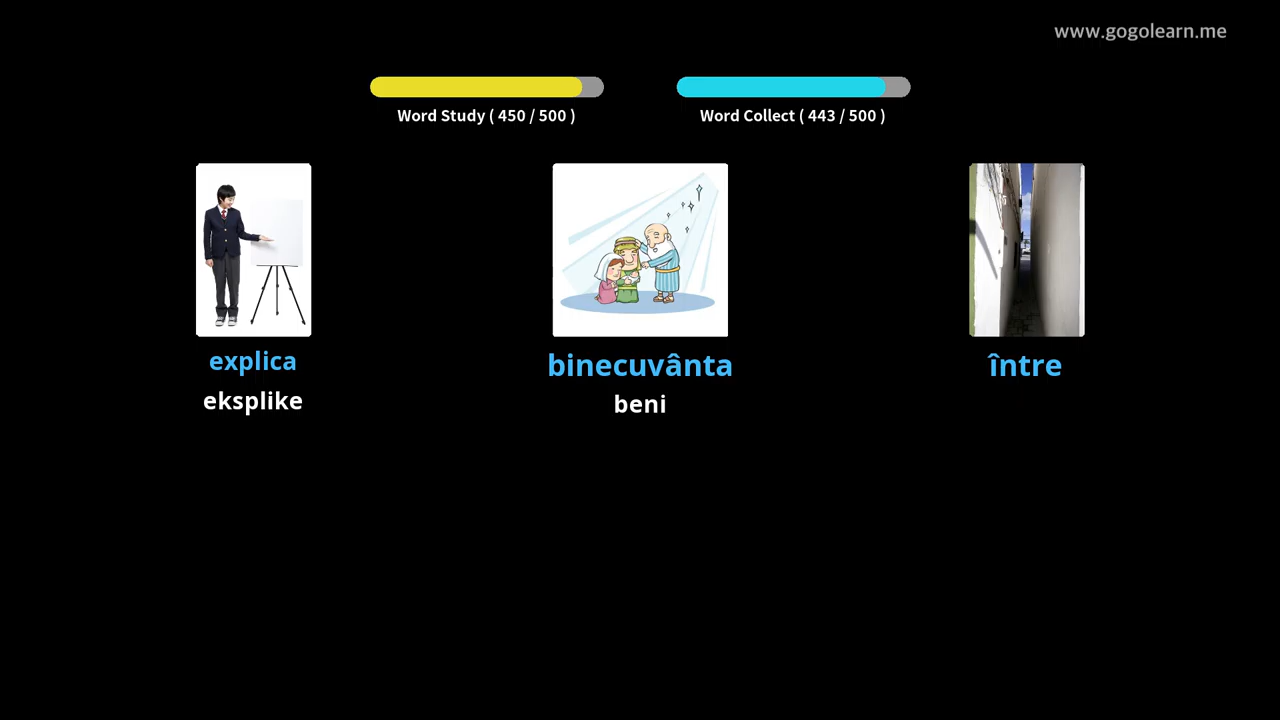 www.gogolearn.me
Word Study ( 450 / 500 )
Word Collect ( 443 / 500 )
explica
eksplike
binecuvânta
beni
între